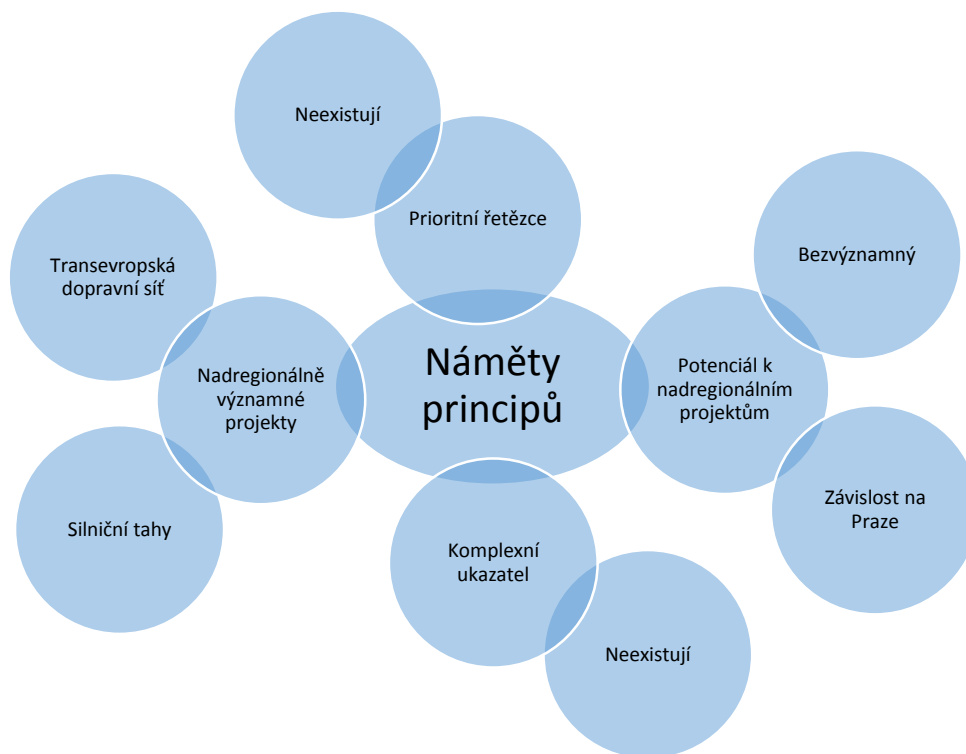 Neexistují
Prioritní řetězce
Bezvýznamný
Transevropská
dopravní síť
Náměty
principů
Nadregionálně
významné
projekty
Potenciál k
nadregionálním
projektům
Silniční tahy
Komplexní
ukazatel
Závislost na
Praze
Neexistují